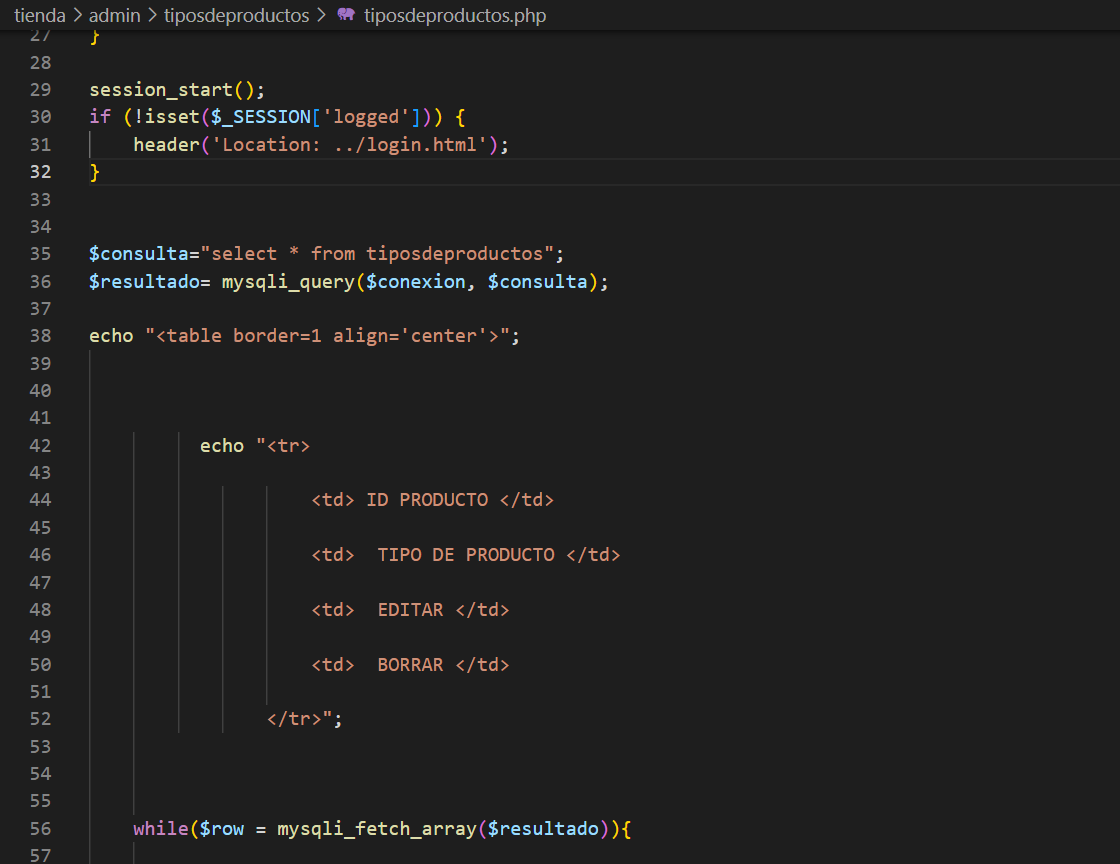 tienda > admin > tiposdeproductos > tiposdeproductos.php
27 }
28
29 session_start();
30 if (!isset($_SESSION['logged'])) {
31     header('Location: ../login.html');
32 }
33
34
35 $consulta="select * from tiposdeproductos";
36 $resultado= mysqli_query($conexion, $consulta);
37
38 echo "<table border=1 align='center'>";
39
40
41
42           echo "<tr>
43
44                     <td> ID PRODUCTO </td>
45
46                     <td>  TIPO DE PRODUCTO </td>
47
48                     <td>  EDITAR </td>
49
50                     <td>  BORRAR </td>
51
52                 </tr>";
53
54
55
56     while($row = mysqli_fetch_array($resultado)){
57